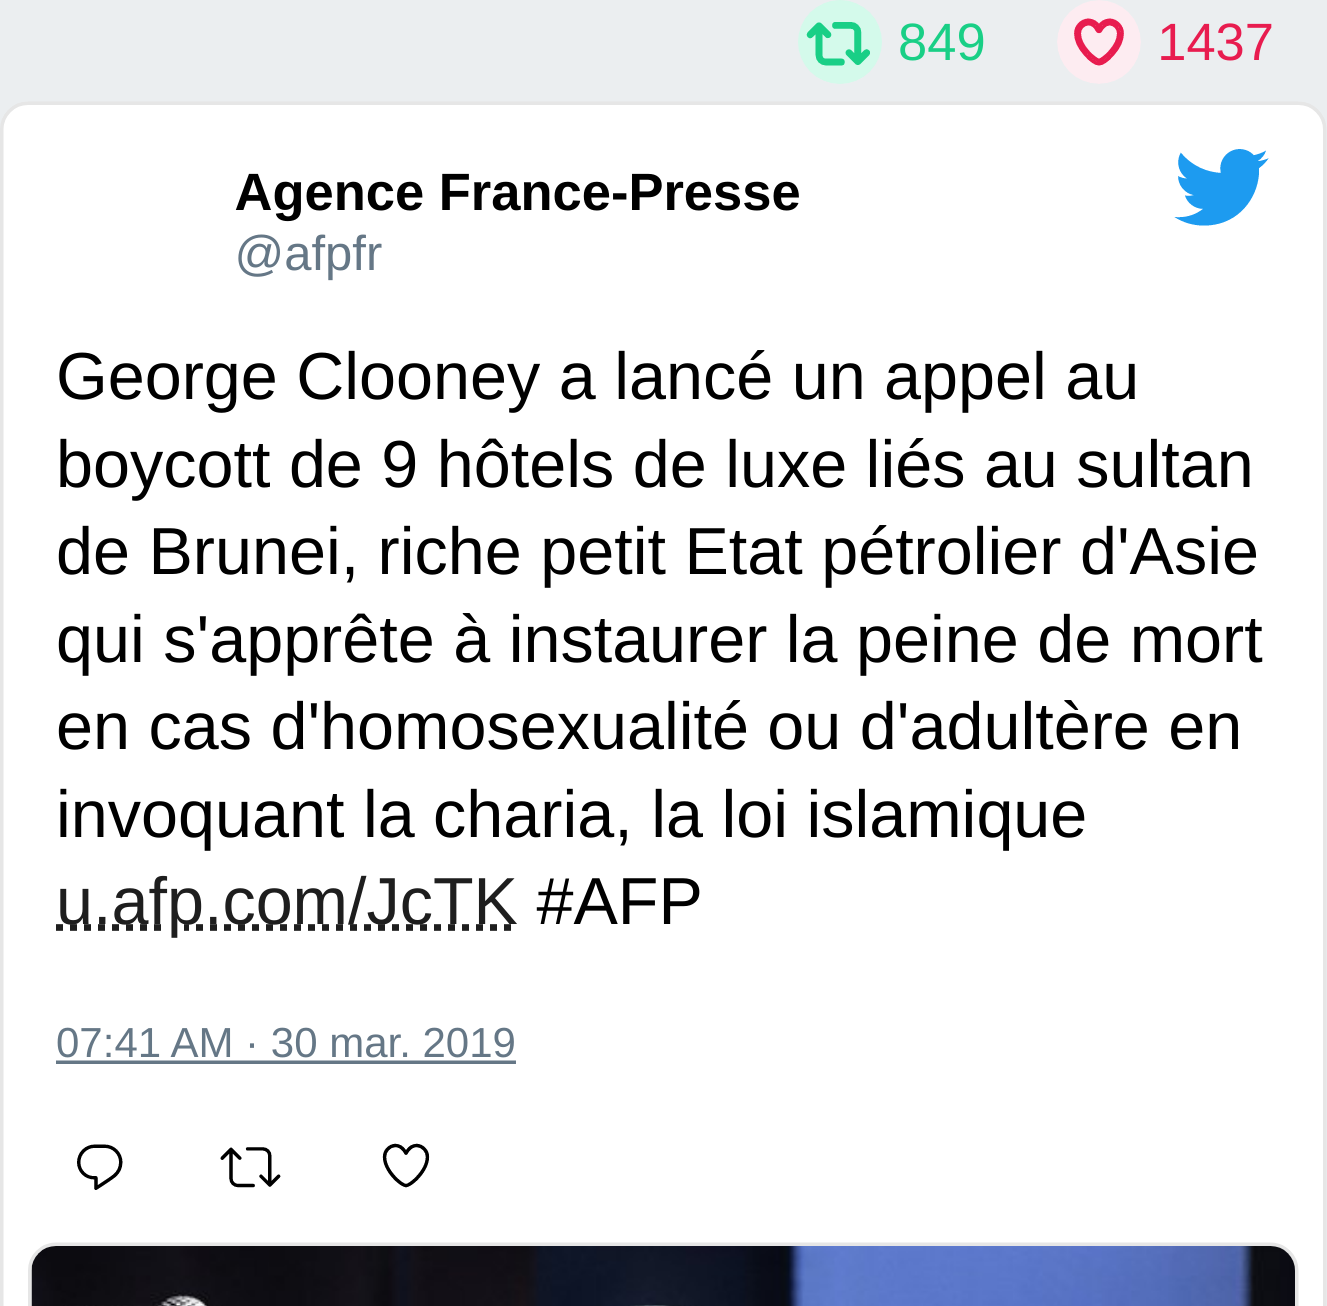 849 1437
Agence France-Presse
@afpfr
George Clooney a lancé un appel au
boycott de 9 hôtels de luxe liés au sultan
de Brunei, riche petit Etat pétrolier d'Asie
qui s'apprête à instaurer la peine de mort
en cas d'homosexualité ou d'adultère en
invoquant la charia, la loi islamique
u.afp.com/JcTK #AFP
07:41 AM · 30 mar. 2019